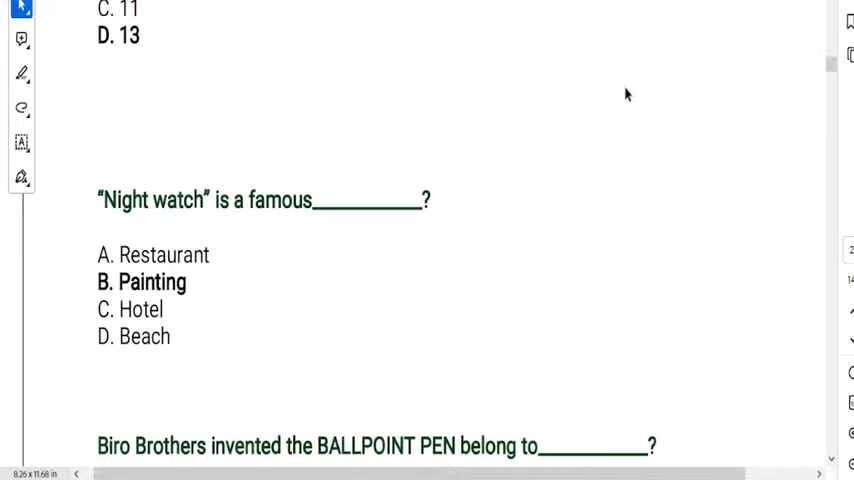 C. 11
D. 13
“Night watch” is a famous___________?
A. Restaurant
B. Painting
C. Hotel
D. Beach
Biro Brothers invented the BALLPOINT PEN belong to___________?
8.26 x 11.68 in